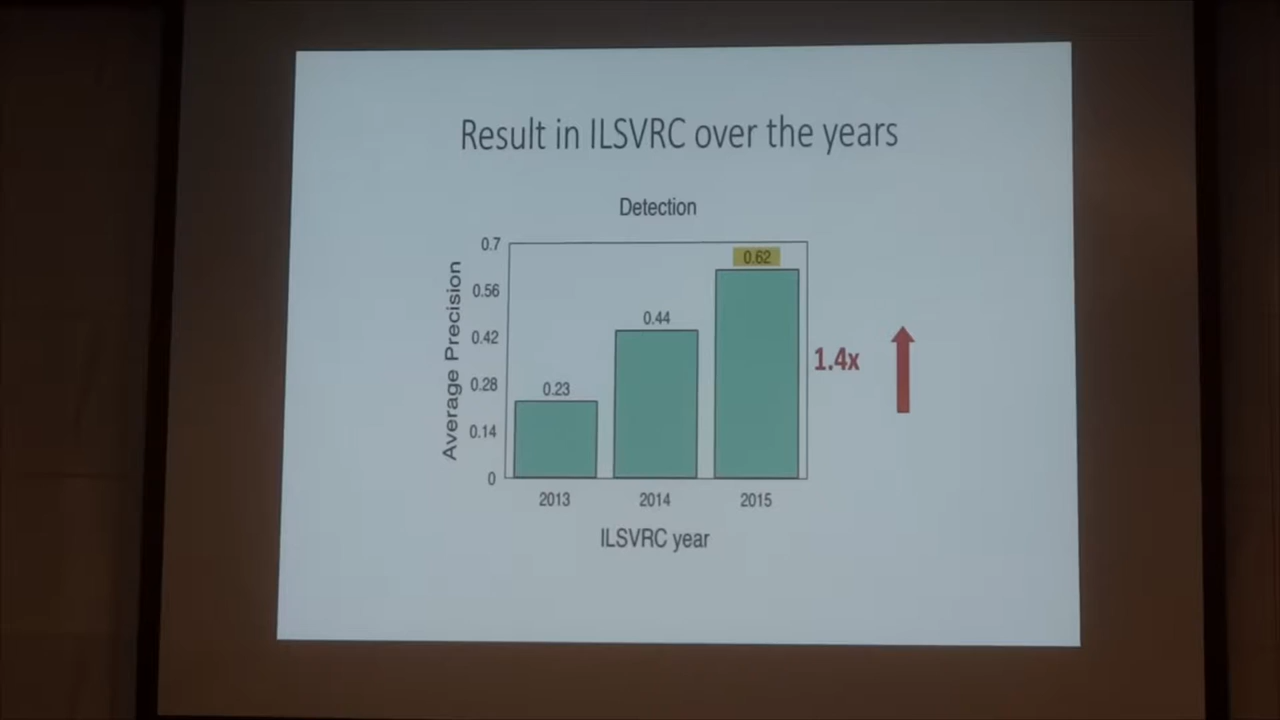 Result in ILSVRC over the years
Detection
Average Precision
0.7
0.56
0.42
0.28
0.14
0
0.23
0.44
0.62
1.4x
2013
2014
2015
ILSVRC year